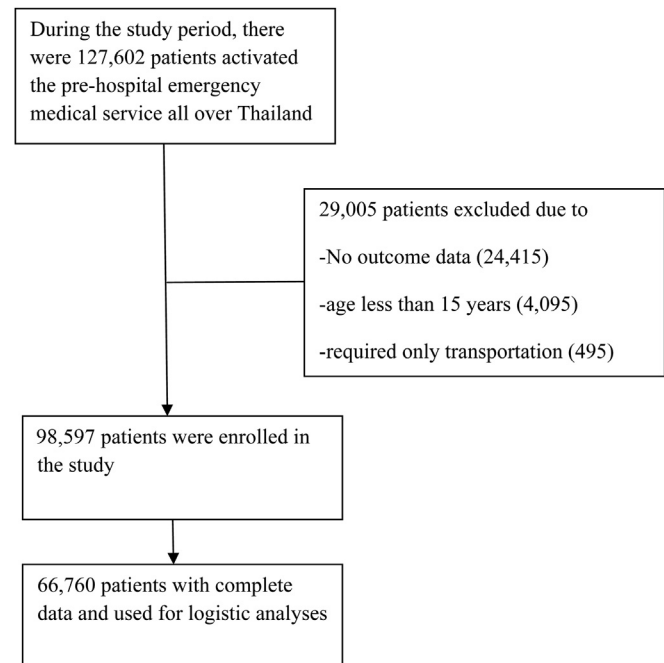 During the study period, there
were 127,602 patients activated
the pre-hospital emergency
medical service all over Thailand
29,005 patients excluded due to
-No outcome data (24,415)
-age less than 15 years (4,095)
-required only transportation (495)
98,597 patients were enrolled in
the study
66,760 patients with complete
data and used for logistic analyses